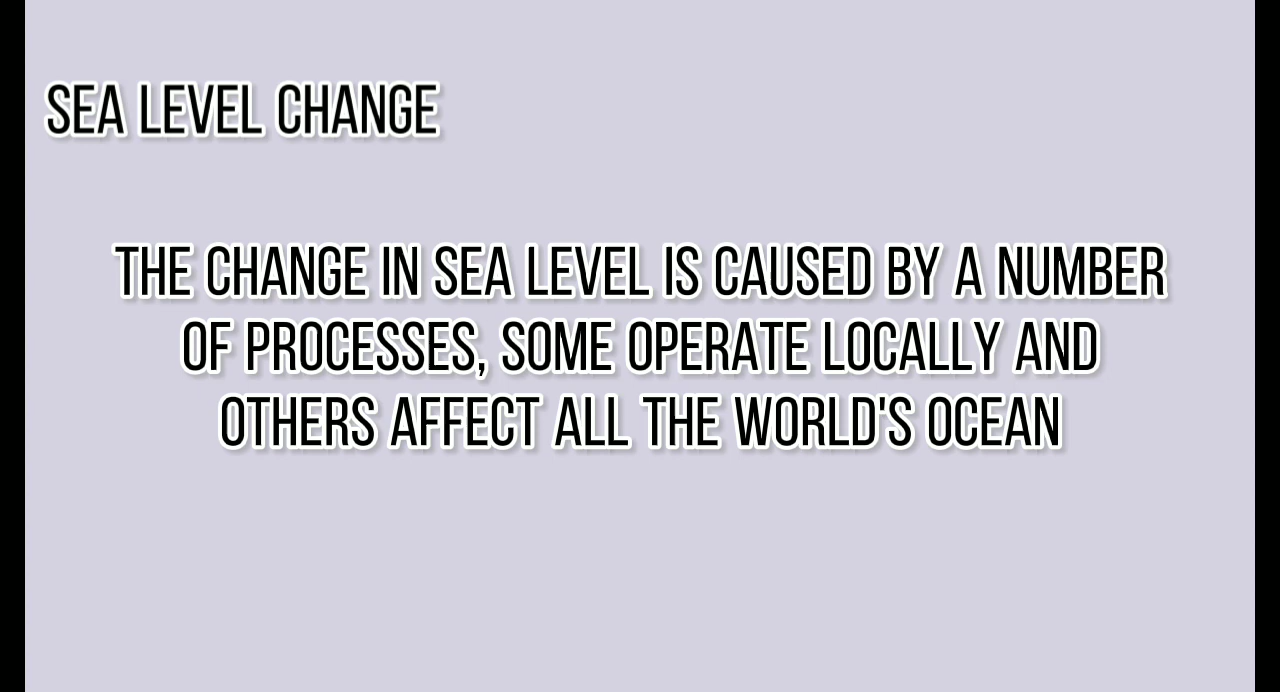 SEA LEVEL CHANGE
THE CHANGE IN SEA LEVEL IS CAUSED BY A NUMBER
OF PROCESSES, SOME OPERATE LOCALLY AND
OTHERS AFFECT ALL THE WORLD'S OCEAN